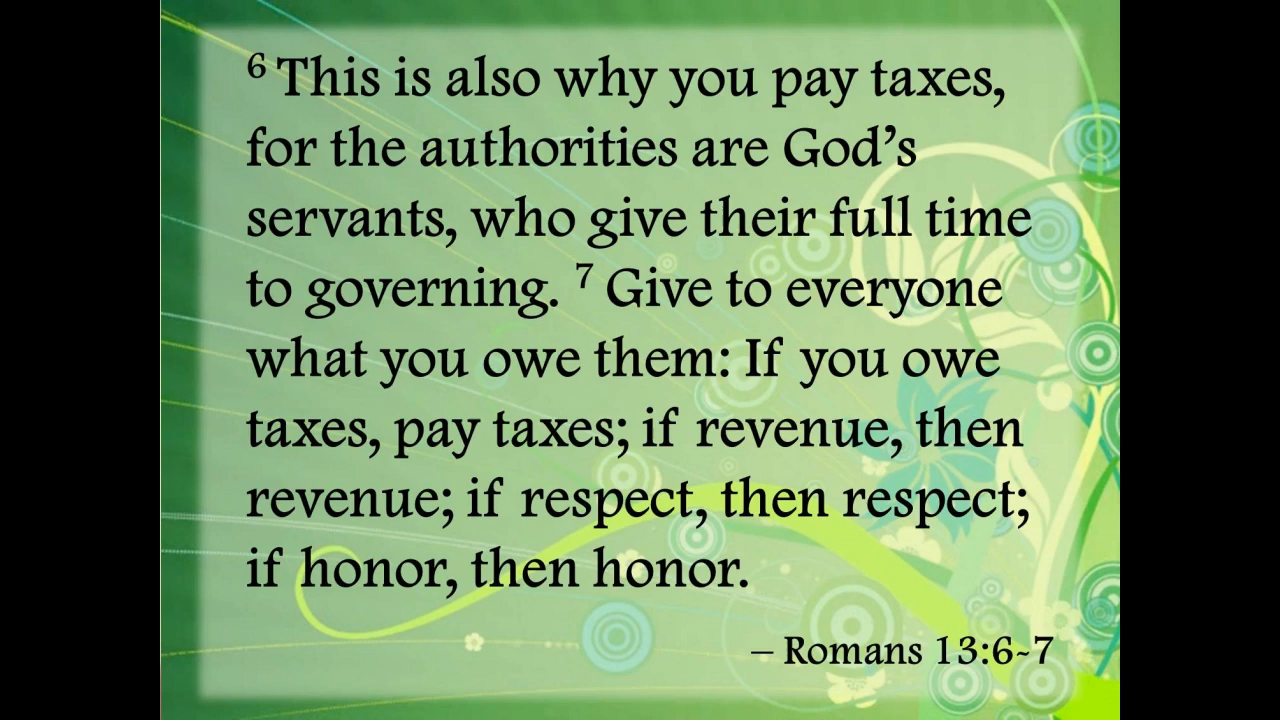 ⁶ This is also why you pay taxes,
for the authorities are God’s
servants, who give their full time
to governing. ⁷ Give to everyone
what you owe them: If you owe
taxes, pay taxes; if revenue, then
revenue; if respect, then respect;
if honor, then honor.
– Romans 13:6-7